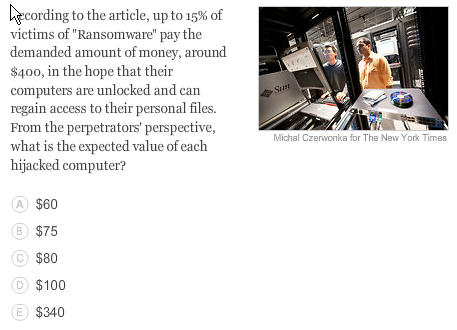 According to the article, up to 15% of
victims of "Ransomware" pay the
demanded amount of money, around
$400, in the hope that their
computers are unlocked and can
regain access to their personal files.
From the perpetrators' perspective,
what is the expected value of each
hijacked computer?
Sun
Michal Czerwonka for The New York Times
A $60
B $75
C $80
D $100
E $340